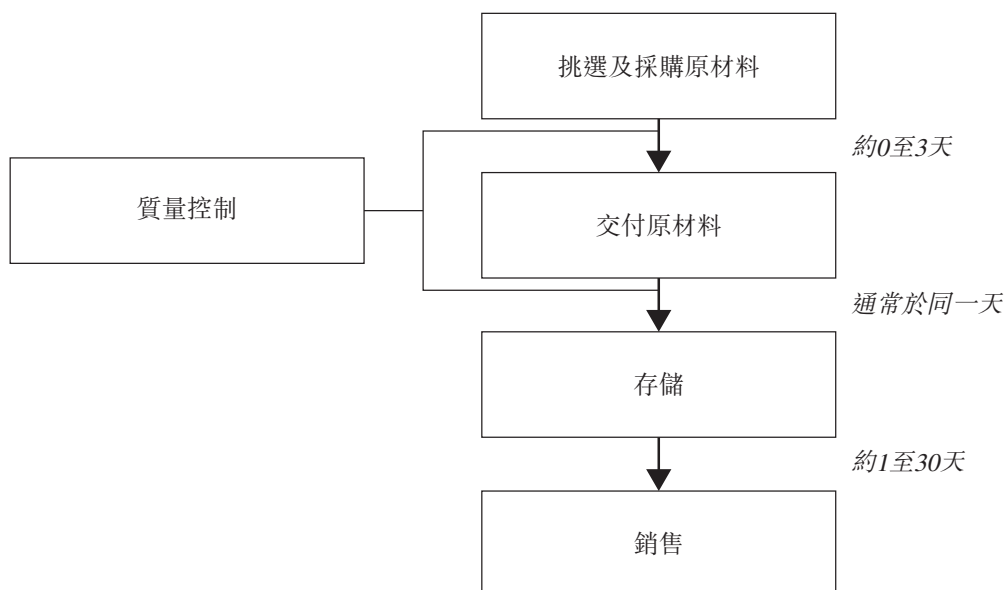 挑選及採購原材料
約0至3天
質量控制
交付原材料
通常於同一天
存儲
約1至30天
銷售